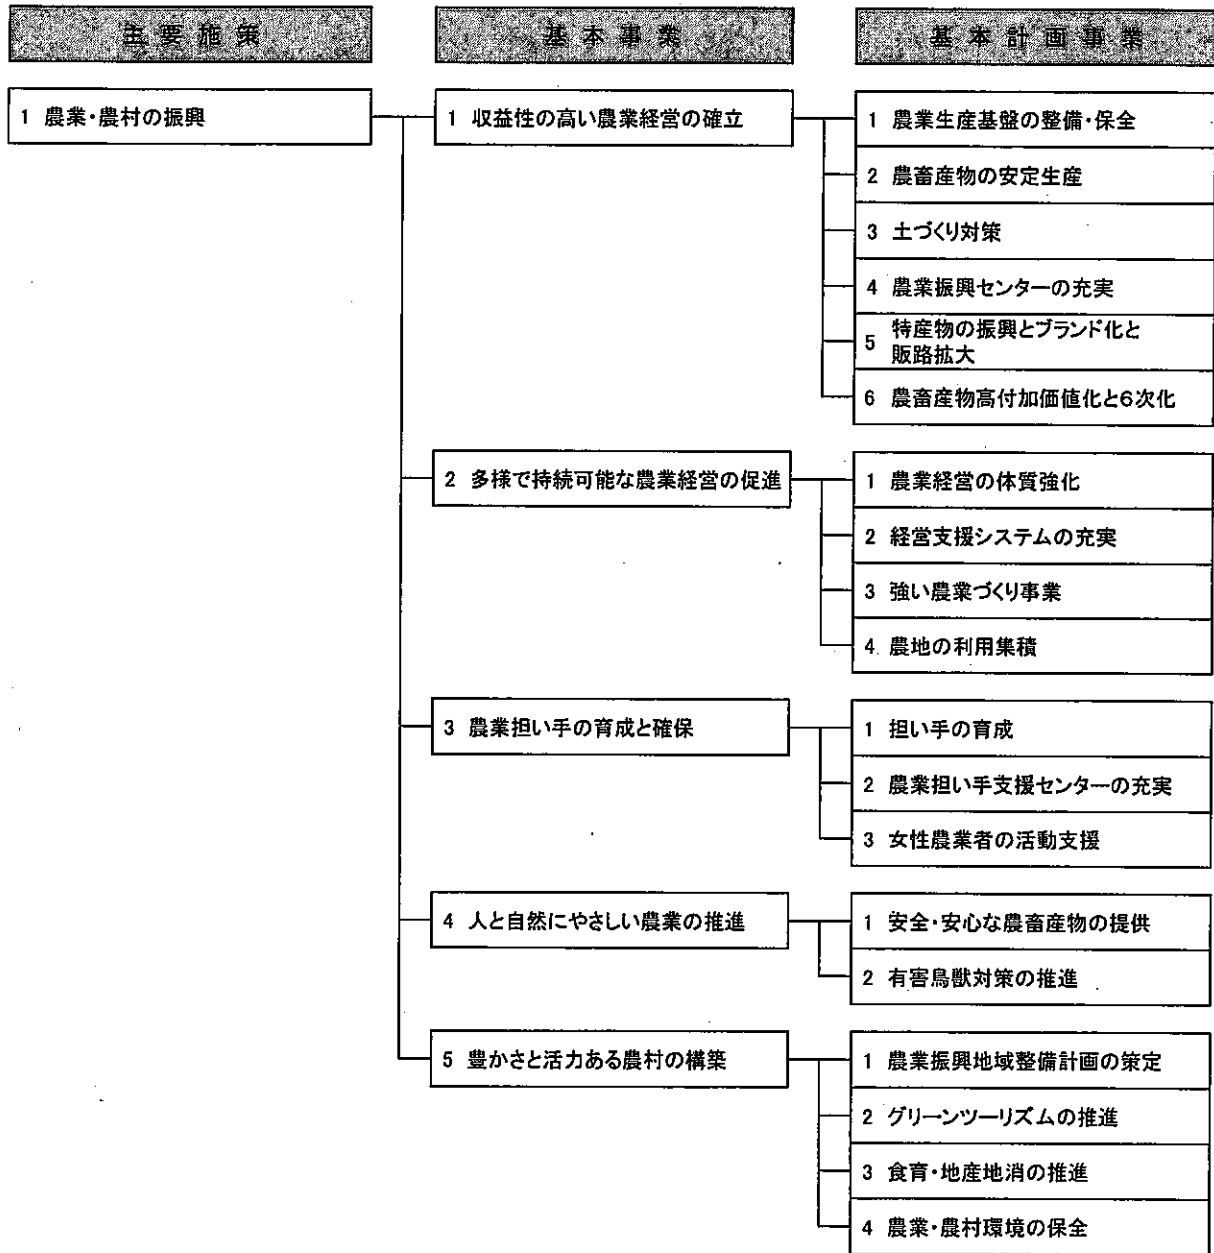 主要施策
基本事業
基本計画事業
1 農業・農村の振興
1 収益性の高い農業経営の確立
1 農業生産基盤の整備・保全
2 農畜産物の安定生産
3 土づくり対策
4 農業振興センターの充実
5 特産物の振興とブランド化と
販路拡大
6 農畜産物高付加価値化と6次化
2 多様で持続可能な農業経営の促進
1 農業経営の体質強化
2 経営支援システムの充実
3 強い農業づくり事業
4 農地の利用集積
3 農業担い手の育成と確保
1 担い手の育成
2 農業担い手支援センターの充実
3 女性農業者の活動支援
4 人と自然にやさしい農業の推進
1 安全・安心な農畜産物の提供
2 有害鳥獣対策の推進
5 豊かさと活力ある農村の構築
1 農業振興地域整備計画の策定
2 グリーンツーリズムの推進
3 食育・地産地消の推進
4 農業・農村環境の保全